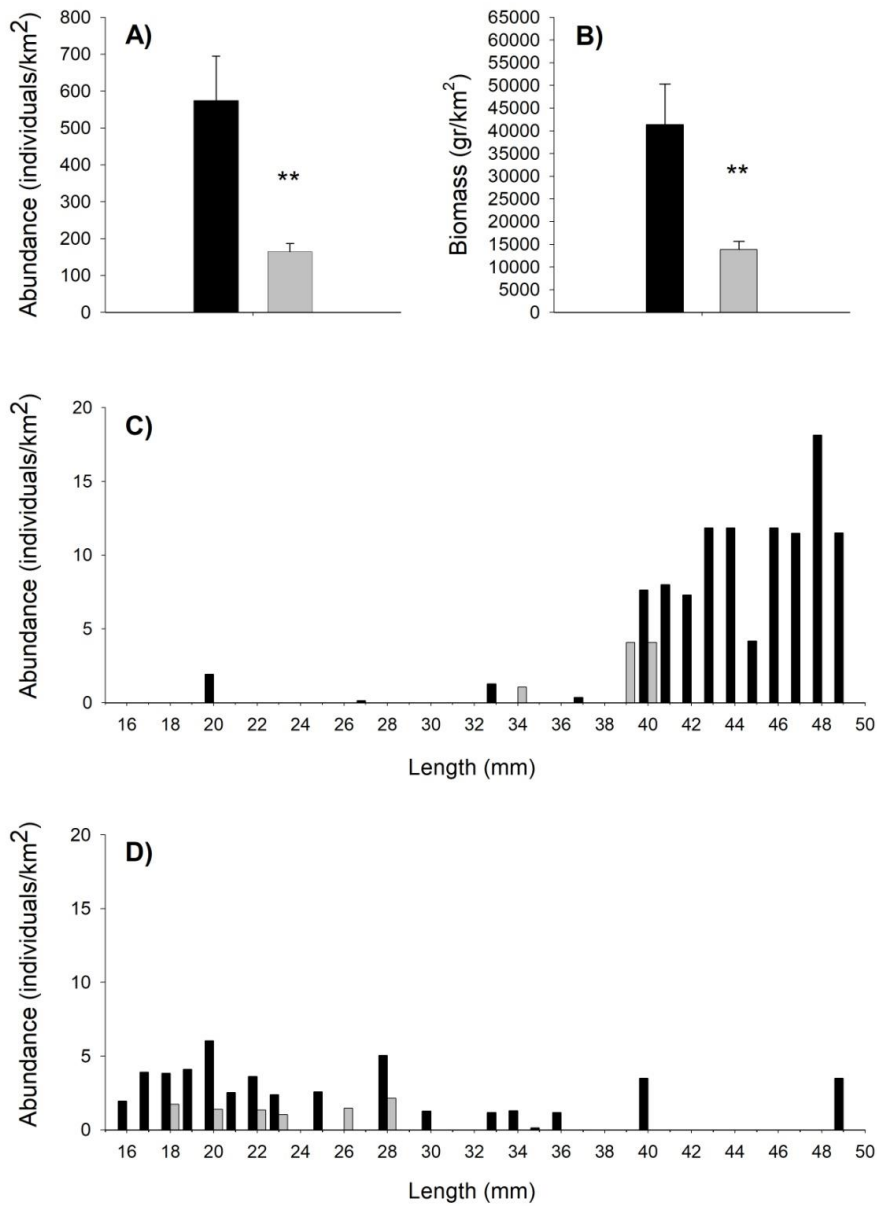 A)
Abundance (individuals/km²)
800
700
600
500
400
300
200
100
0
**
B)
Biomass (gr/km²)
65000
60000
55000
50000
45000
40000
35000
30000
25000
20000
15000
10000
5000
0
**
C)
Abundance (individuals/km²)
20
15
10
5
0
16 18 20 22 24 26 28 30 32 34 36 38 40 42 44 46 48 50
Length (mm)
D)
Abundance (individuals/km²)
20
15
10
5
0
16 18 20 22 24 26 28 30 32 34 36 38 40 42 44 46 48 50
Length (mm)